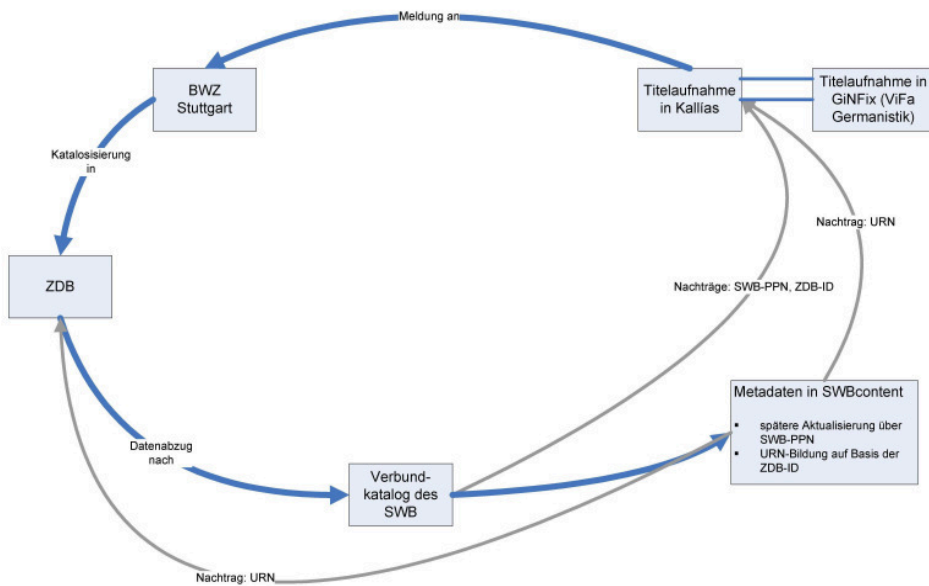 Meldung an
BWZ
Stuttgart
Titelaufnahme
in Kallías
Titelaufnahme in
GiNFix (ViFa
Germanistik)
Katalosisierung
in
Nachtrag: URN
ZDB
Nachträge: SWB-PPN, ZDB-ID
Metadaten in SWBcontent
▪ spätere Aktualisierung über
SWB-PPN
▪ URN-Bildung auf Basis der
ZDB-ID
Datenabzug
nach
Verbund-
katalog des
SWB
Nachtrag: URN